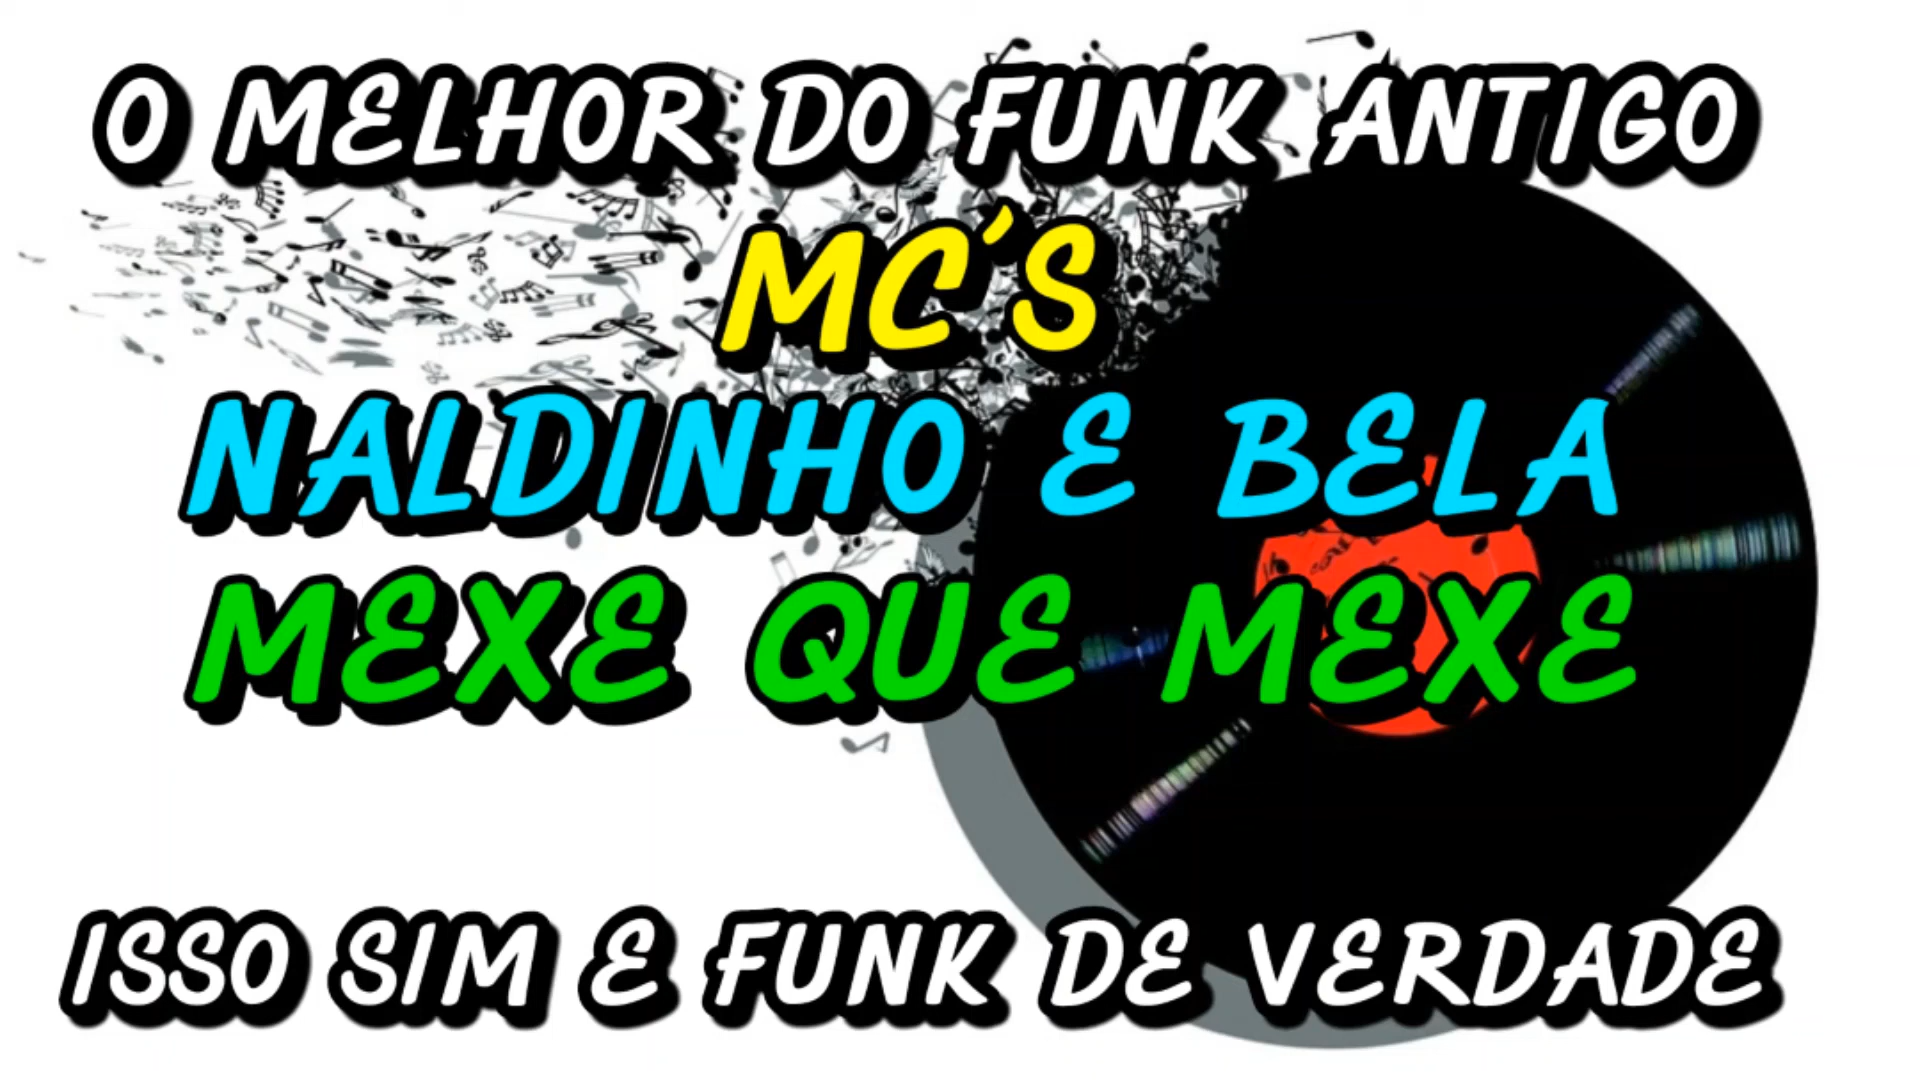 O MELHOR DO FUNK ANTIGO
MC'S
NALDINHO E BELA
MEXE QUE MEXE
ISSO SIM E FUNK DE VERDADE